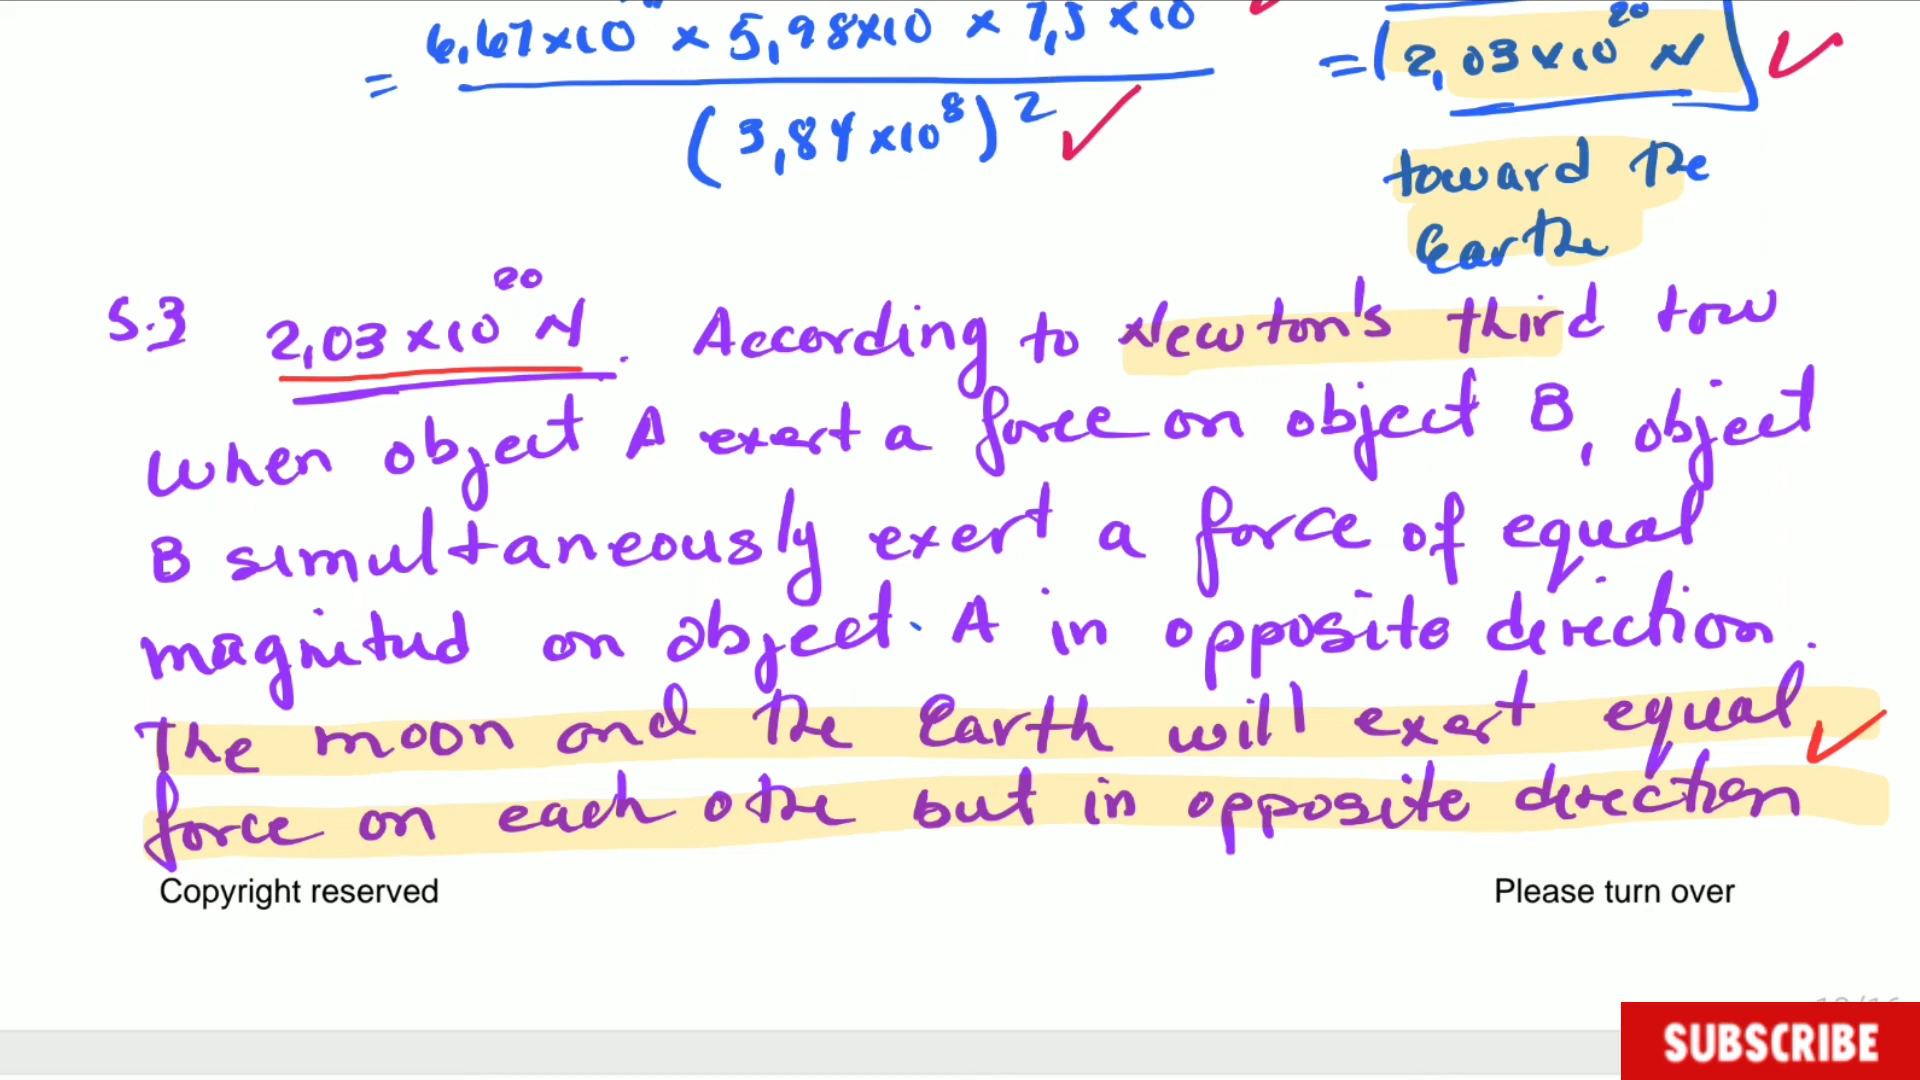 = 6,67×10 × 5,98×10 × 7,5×10
(3,84×10⁸)²
= 2,03×10²⁰ N
toward the
Earth
5.3 2,03×10²⁰ N. According to Newton's third law
When object A exert a force on object B, object
B simultaneously exert a force of equal
magnitud on object A in opposite direction.
The moon and the Earth will exert equal
force on each othe but in opposite direction
Copyright reserved
Please turn over
SUBSCRIBE